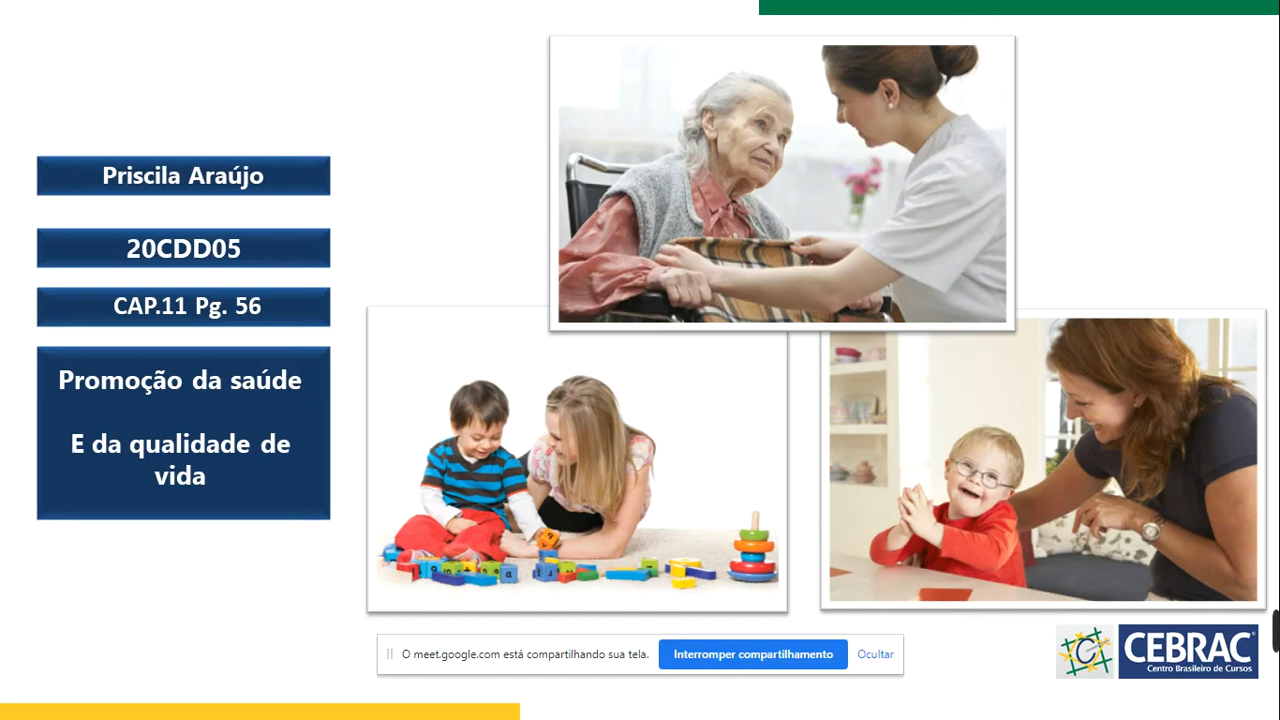 Priscila Araújo
20CDD05
CAP.11 Pg. 56
Promoção da saúde
E da qualidade de
vida
O meet.google.com está compartilhando sua tela.
Interromper compartilhamento
Ocultar
C
CEBRAC®
Centro Brasileiro de Cursos